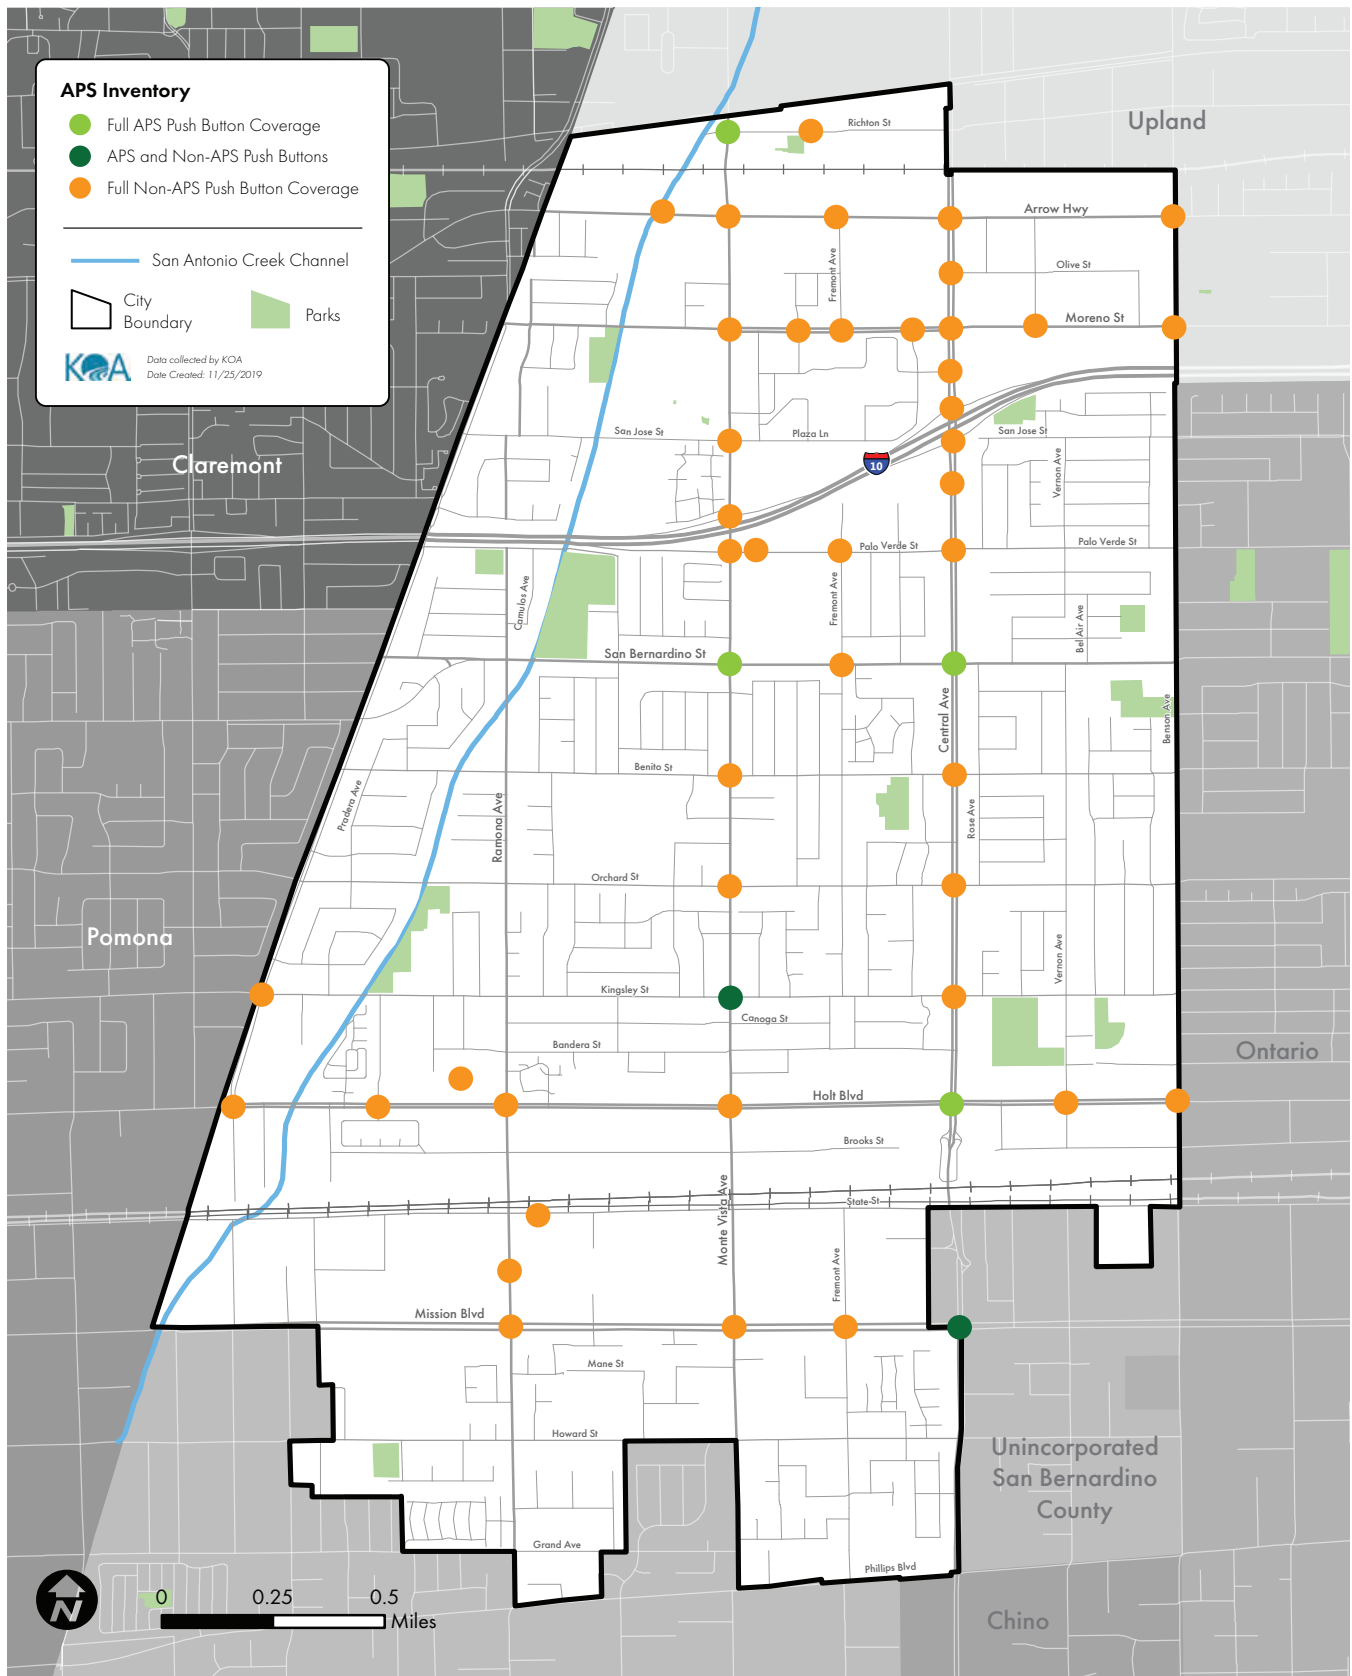 APS Inventory
Full APS Push Button Coverage
APS and Non-APS Push Buttons
Full Non-APS Push Button Coverage
San Antonio Creek Channel
City
Boundary
Parks
KOA
Data collected by KOA
Date Created: 11/25/2019
Upland
Richton St
Arrow Hwy
Fremont Ave
Olive St
Moreno St
San Jose St
Plaza Ln
San Jose St
10
Vernon Ave
Claremont
Palo Verde St
Palo Verde St
Camulos Ave
Fremont Ave
Bel Air Ave
San Bernardino St
Central Ave
Benson Ave
Benito St
Pradera Ave
Ramona Ave
Rose Ave
Orchard St
Pomona
Vernon Ave
Kingsley St
Canoga St
Bandera St
Ontario
Holt Blvd
Brooks St
Monte Vista Ave
State St
Fremont Ave
Mission Blvd
Mane St
Howard St
Unincorporated
San Bernardino
County
Grand Ave
Phillips Blvd
N
0 0.25 0.5
Miles
Chino